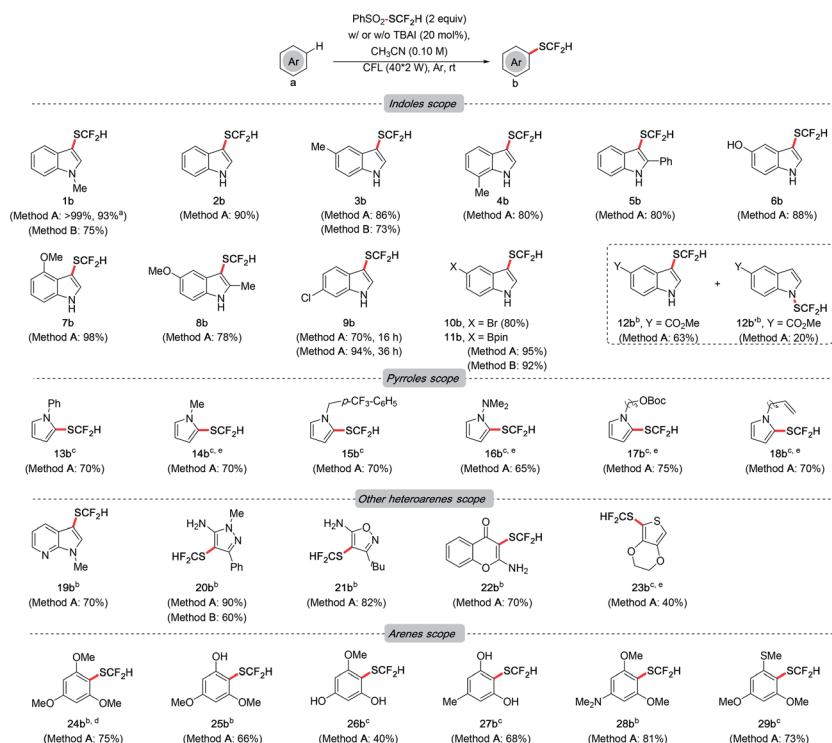 PhSO2-SCF2H (2 equiv)
w/ or w/o TBAI (20 mol%),
CH3CN (0.10 M)
CFL (40*2 W), Ar, rt
Ar
H
a
Ar
SCF2H
b
Indoles scope
SCF2H
N
Me
1b
(Method A: >99%, 93%a)
(Method B: 75%)
SCF2H
N
H
2b
(Method A: 90%)
Me
SCF2H
N
H
3b
(Method A: 86%)
(Method B: 73%)
SCF2H
N
H
Me
4b
(Method A: 80%)
SCF2H
Ph
N
H
5b
(Method A: 80%)
HO
SCF2H
N
H
6b
(Method A: 88%)
OMe
SCF2H
N
H
7b
(Method A: 98%)
MeO
SCF2H
Me
N
H
8b
(Method A: 78%)
SCF2H
Cl
N
H
9b
(Method A: 70%, 16 h)
(Method A: 94%, 36 h)
X
SCF2H
N
H
10b, X = Br (80%)
11b, X = Bpin
(Method A: 95%)
(Method B: 92%)
Y
SCF2H
N
H
12bb, Y = CO2Me
(Method A: 63%)
+
Y
N
SCF2H
12b'b, Y = CO2Me
(Method A: 20%)
Pyrroles scope
Ph
N
SCF2H
13bc
(Method A: 70%)
Me
N
SCF2H
14bc, e
(Method A: 70%)
p-CF3-C6H5
N
SCF2H
15bc
(Method A: 70%)
NMe2
N
SCF2H
16bc, e
(Method A: 65%)
OBoc
N
SCF2H
17bc, e
(Method A: 75%)
N
SCF2H
18bc, e
(Method A: 70%)
Other heteroarenes scope
SCF2H
N
N
Me
19bb
(Method A: 70%)
H2N
Me
N
N
HF2CS
Ph
20bb
(Method A: 90%)
(Method B: 60%)
H2N
O
N
HF2CS
tBu
21bb
(Method A: 82%)
O
SCF2H
O
NH2
22bb
(Method A: 70%)
HF2CS
S
O
O
23bc, e
(Method A: 40%)
Arenes scope
OMe
SCF2H
MeO
OMe
24bb, d
(Method A: 75%)
OH
SCF2H
MeO
OMe
25bb
(Method A: 66%)
OMe
SCF2H
HO
OH
26bc
(Method A: 40%)
OH
SCF2H
Me
OH
27bc
(Method A: 68%)
OMe
SCF2H
Me2N
OMe
28bb
(Method A: 81%)
SMe
SCF2H
MeO
OMe
29bc
(Method A: 73%)